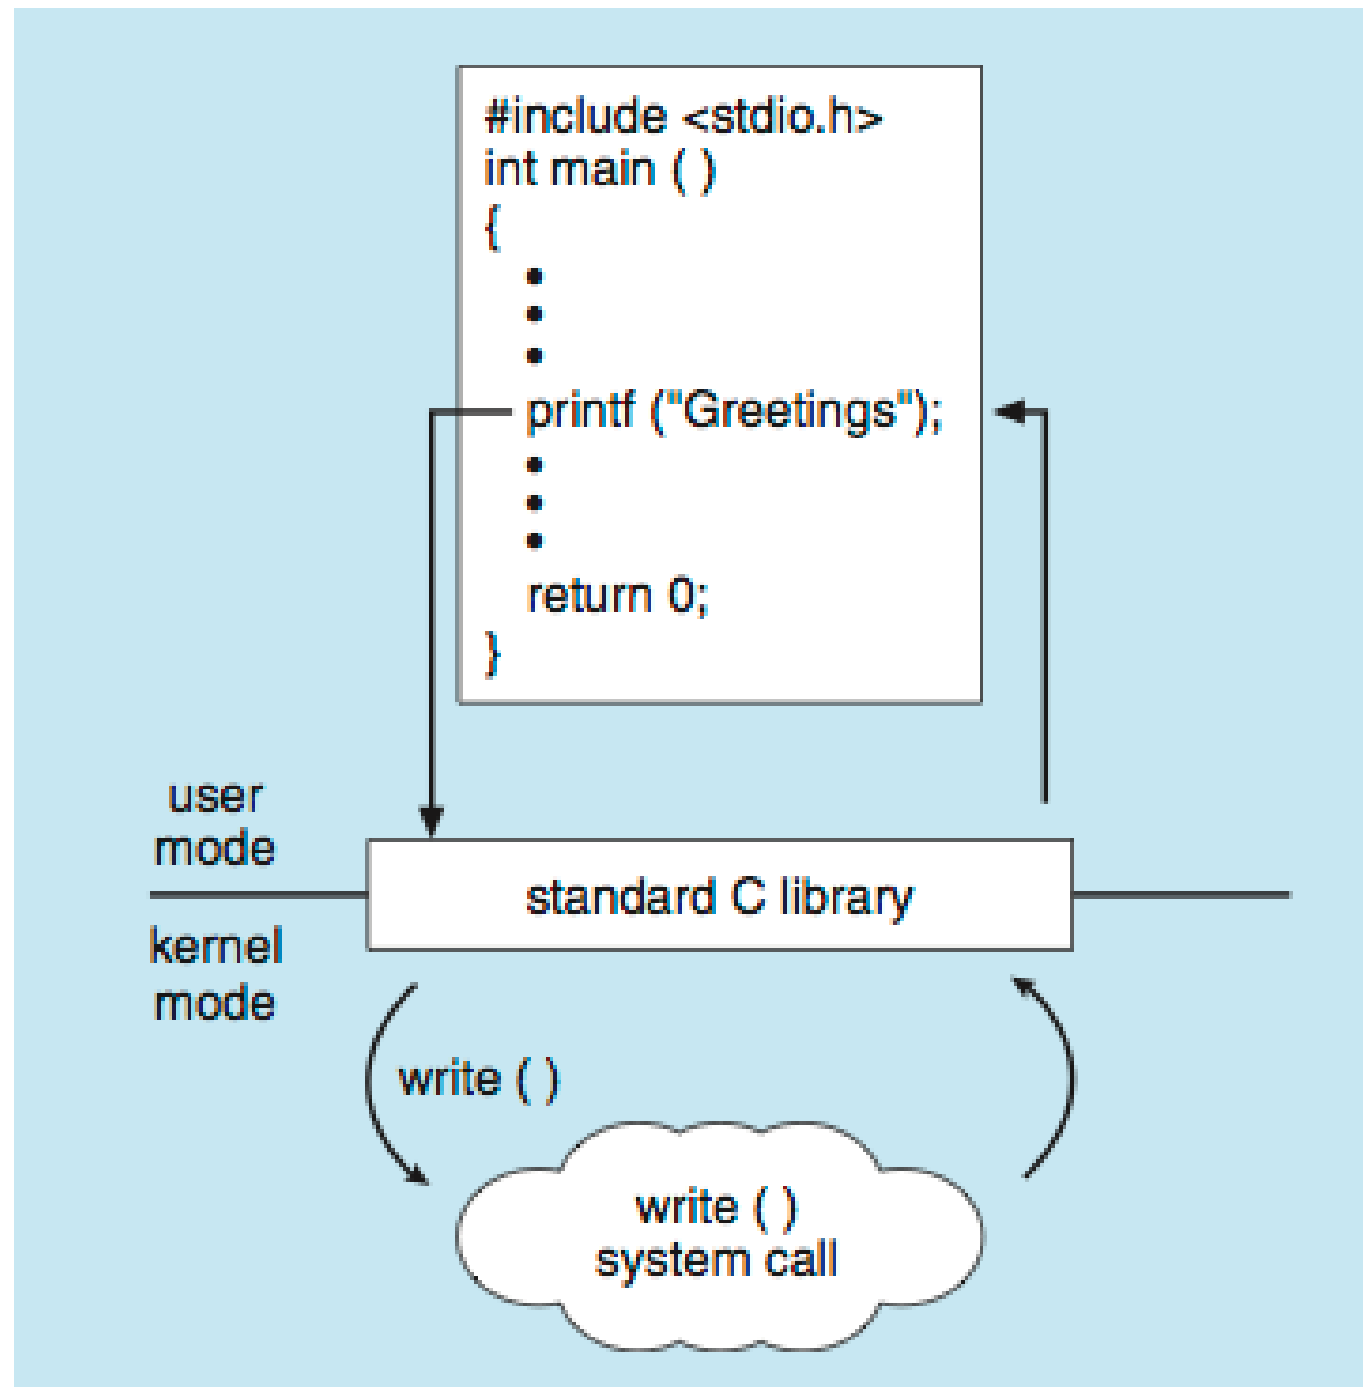 #include <stdio.h>
int main ( )
{
•
•
•
printf ("Greetings");
•
•
•
return 0;
}
user
mode
standard C library
kernel
mode
write ( )
write ( )
system call